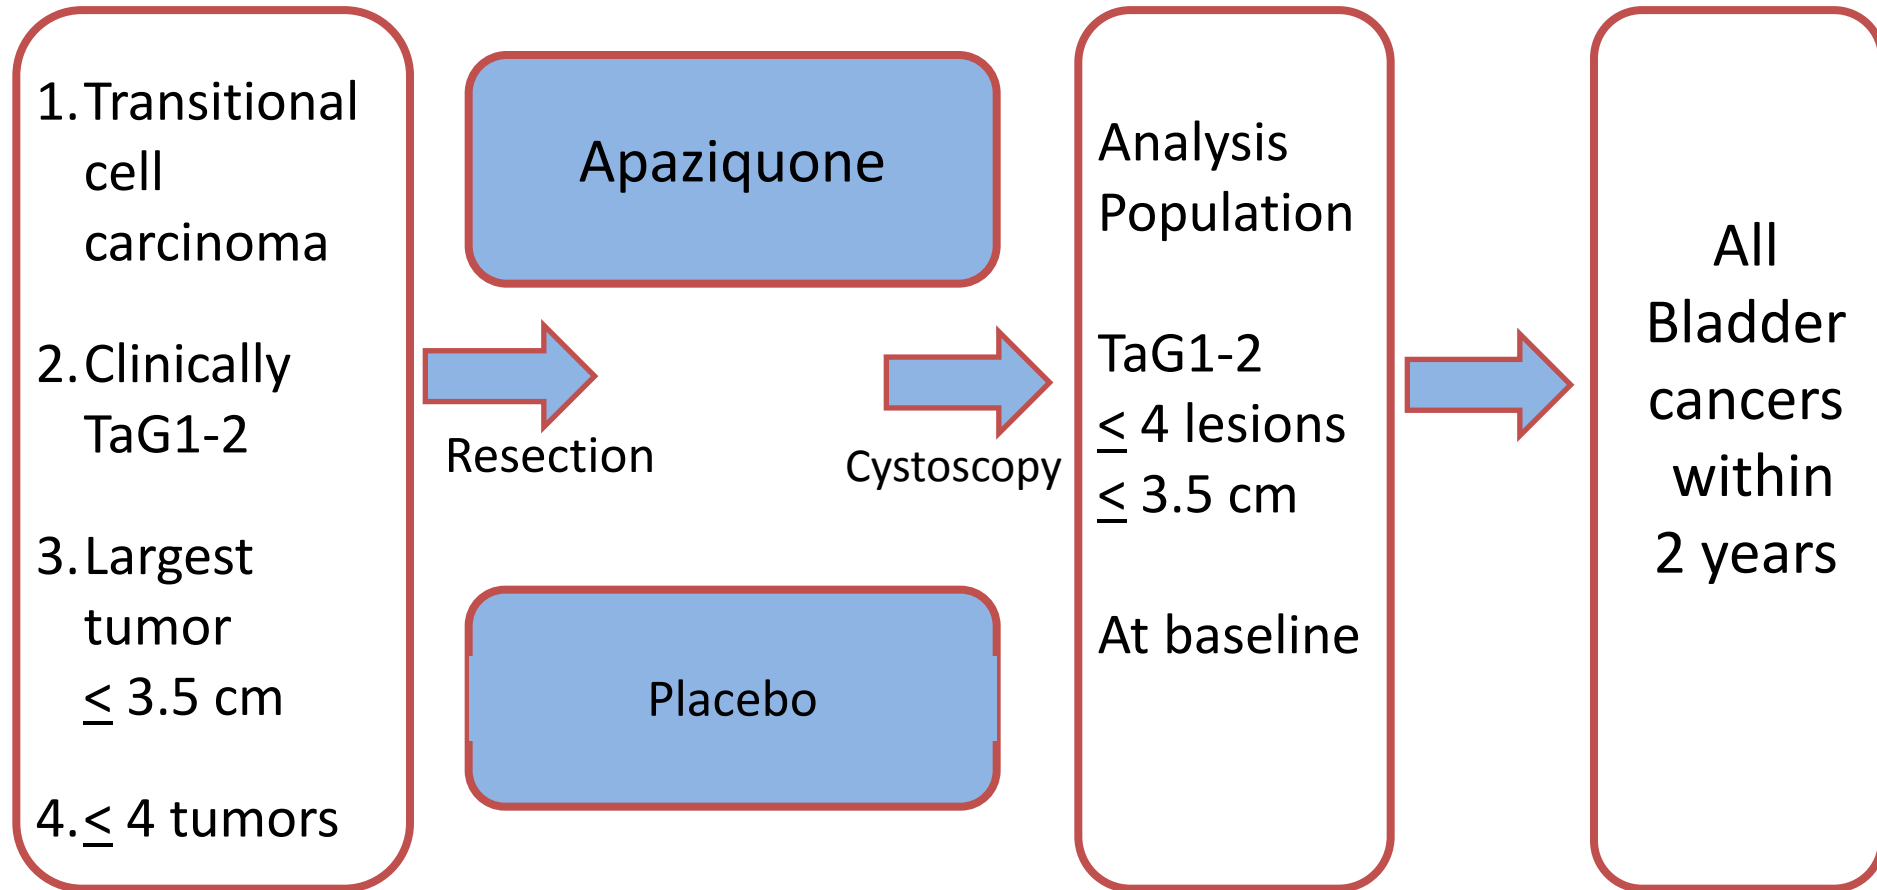 1. Transitional
cell
carcinoma
2. Clinically
TaG1-2
3. Largest
tumor
≤ 3.5 cm
4. ≤ 4 tumors
Resection
Apaziquone
Placebo
Cystoscopy
Analysis
Population
TaG1-2
≤ 4 lesions
≤ 3.5 cm
At baseline
All
Bladder
cancers
within
2 years